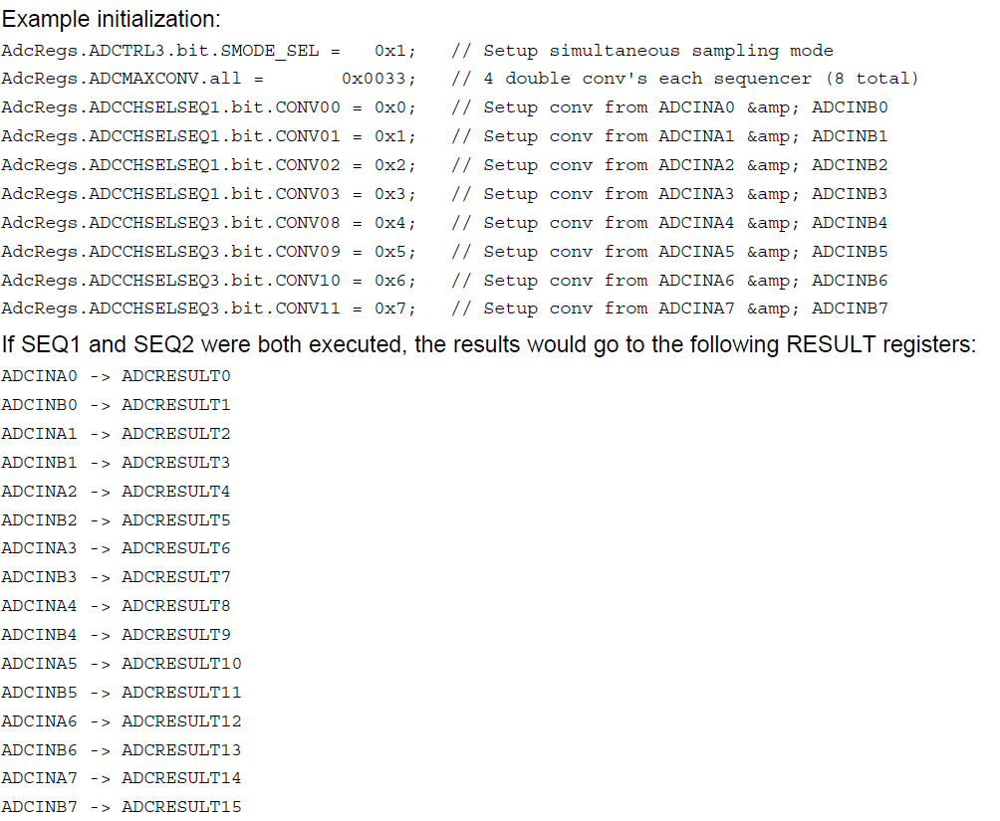 Example initialization:
AdcRegs.ADCTRL3.bit.SMODE_SEL =   0x1;   // Setup simultaneous sampling mode
AdcRegs.ADCMAXCONV.all =       0x0033;   // 4 double conv's each sequencer (8 total)
AdcRegs.ADCCHSELSEQ1.bit.CONV00 = 0x0;   // Setup conv from ADCINA0 &amp; ADCINB0
AdcRegs.ADCCHSELSEQ1.bit.CONV01 = 0x1;   // Setup conv from ADCINA1 &amp; ADCINB1
AdcRegs.ADCCHSELSEQ1.bit.CONV02 = 0x2;   // Setup conv from ADCINA2 &amp; ADCINB2
AdcRegs.ADCCHSELSEQ1.bit.CONV03 = 0x3;   // Setup conv from ADCINA3 &amp; ADCINB3
AdcRegs.ADCCHSELSEQ3.bit.CONV08 = 0x4;   // Setup conv from ADCINA4 &amp; ADCINB4
AdcRegs.ADCCHSELSEQ3.bit.CONV09 = 0x5;   // Setup conv from ADCINA5 &amp; ADCINB5
AdcRegs.ADCCHSELSEQ3.bit.CONV10 = 0x6;   // Setup conv from ADCINA6 &amp; ADCINB6
AdcRegs.ADCCHSELSEQ3.bit.CONV11 = 0x7;   // Setup conv from ADCINA7 &amp; ADCINB7
If SEQ1 and SEQ2 were both executed, the results would go to the following RESULT registers:
ADCINA0 -> ADCRESULT0
ADCINB0 -> ADCRESULT1
ADCINA1 -> ADCRESULT2
ADCINB1 -> ADCRESULT3
ADCINA2 -> ADCRESULT4
ADCINB2 -> ADCRESULT5
ADCINA3 -> ADCRESULT6
ADCINB3 -> ADCRESULT7
ADCINA4 -> ADCRESULT8
ADCINB4 -> ADCRESULT9
ADCINA5 -> ADCRESULT10
ADCINB5 -> ADCRESULT11
ADCINA6 -> ADCRESULT12
ADCINB6 -> ADCRESULT13
ADCINA7 -> ADCRESULT14
ADCINB7 -> ADCRESULT15